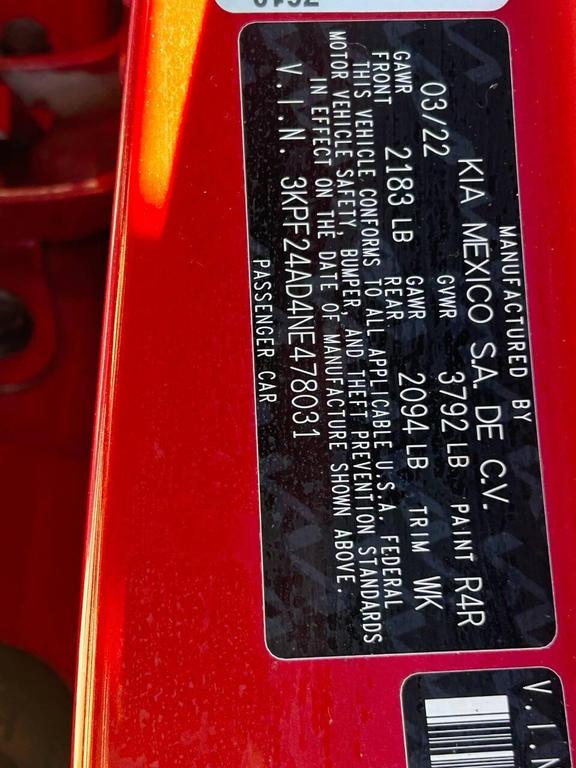 7619
MANUFACTURED BY
KIA MEXICO S.A. DE C.V.
03/22 GVWR 3792 LB PAINT R4R
GAWR FRONT 2183 LB GAWR REAR 2094 LB TRIM WK
THIS VEHICLE CONFORMS TO ALL APPLICABLE U.S.A. FEDERAL
MOTOR VEHICLE SAFETY, BUMPER, AND THEFT PREVENTION STANDARDS
IN EFFECT ON THE DATE OF MANUFACTURE SHOWN ABOVE.
V.I.N. 3KPF24AD4NE478031
PASSENGER CAR
V.I.N